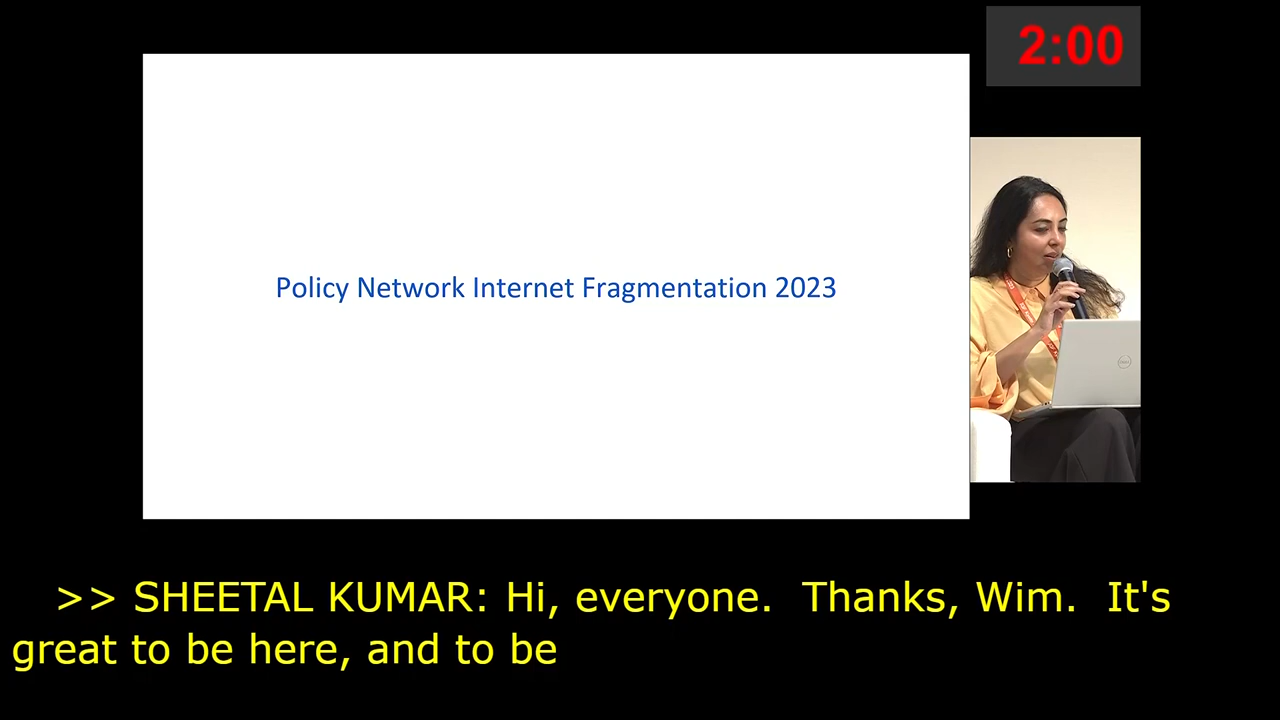 2:00
Policy Network Internet Fragmentation 2023
>> SHEETAL KUMAR: Hi, everyone. Thanks, Wim. It's
great to be here, and to be